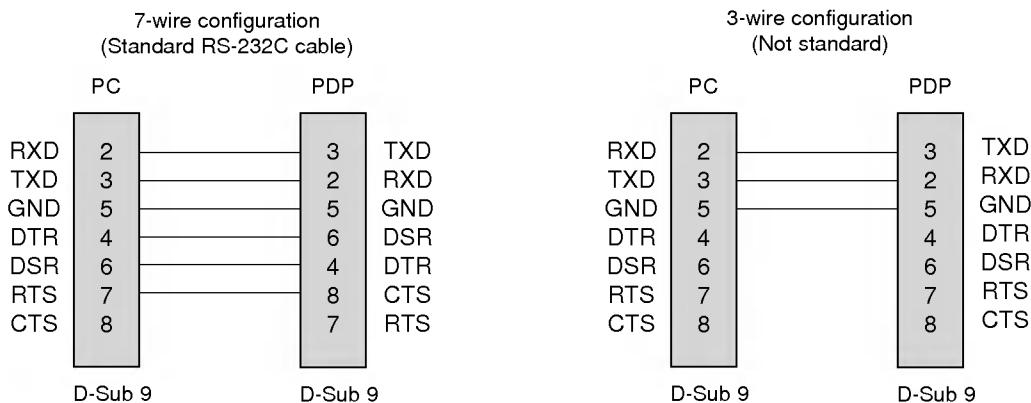 7-wire configuration
(Standard RS-232C cable)
PC PDP
RXD 2 3 TXD
TXD 3 2 RXD
GND 5 5 GND
DTR 4 6 DSR
DSR 6 4 DTR
RTS 7 8 CTS
CTS 8 7 RTS
D-Sub 9 D-Sub 9
3-wire configuration
(Not standard)
PC PDP
RXD 2 3 TXD
TXD 3 2 RXD
GND 5 5 GND
DTR 4 4 DTR
DSR 6 6 DSR
RTS 7 7 RTS
CTS 8 8 CTS
D-Sub 9 D-Sub 9